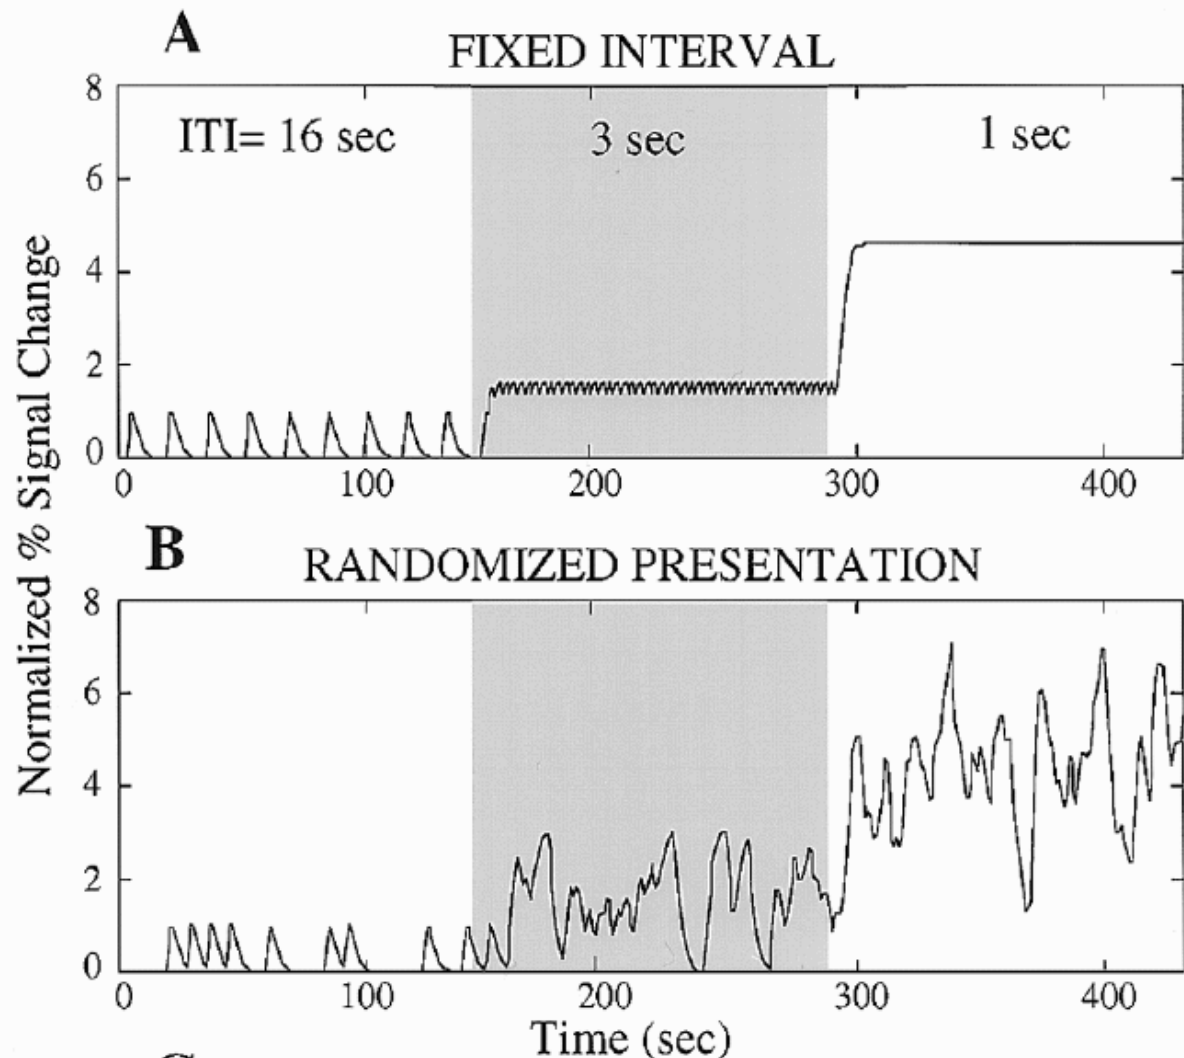 A
FIXED INTERVAL
8
ITI= 16 sec
3 sec
1 sec
6
4
2
0
0
100
200
300
400
Normalized % Signal Change
B
RANDOMIZED PRESENTATION
8
6
4
2
0
0
100
200
300
400
Time (sec)